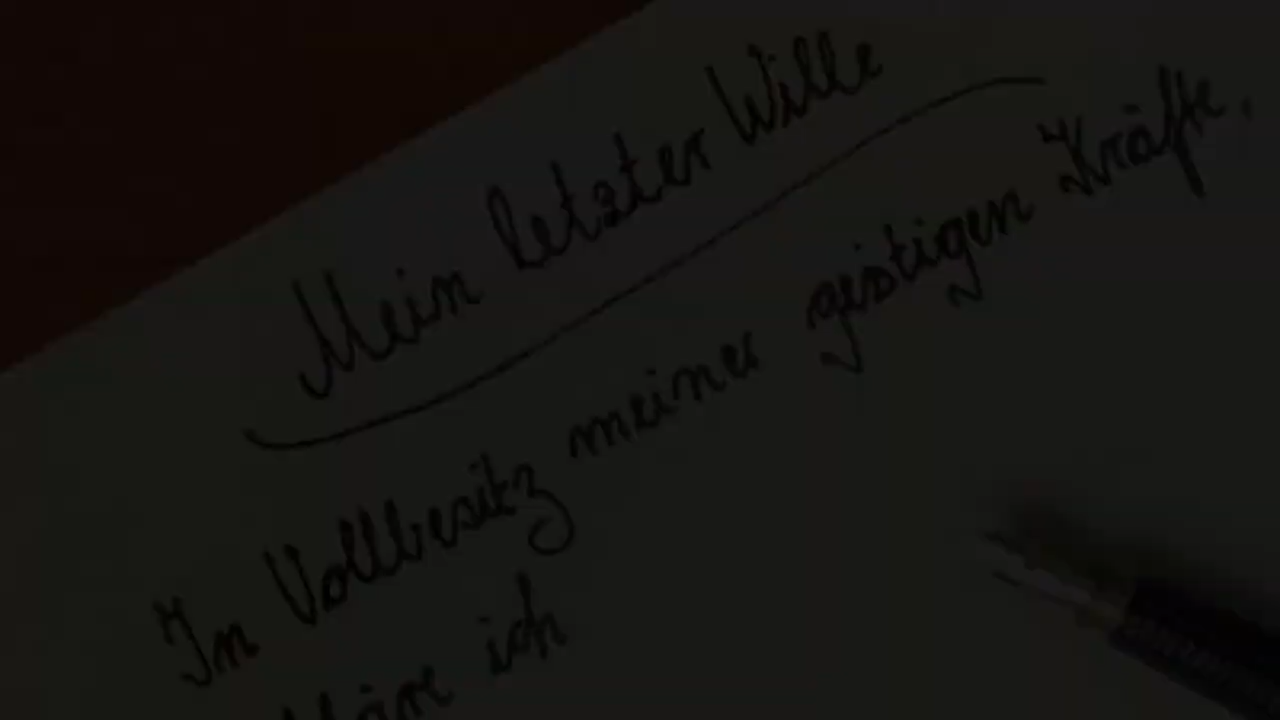 Mein letzter Wille
In Vollbesitz meiner geistigen Kräfte,
ich